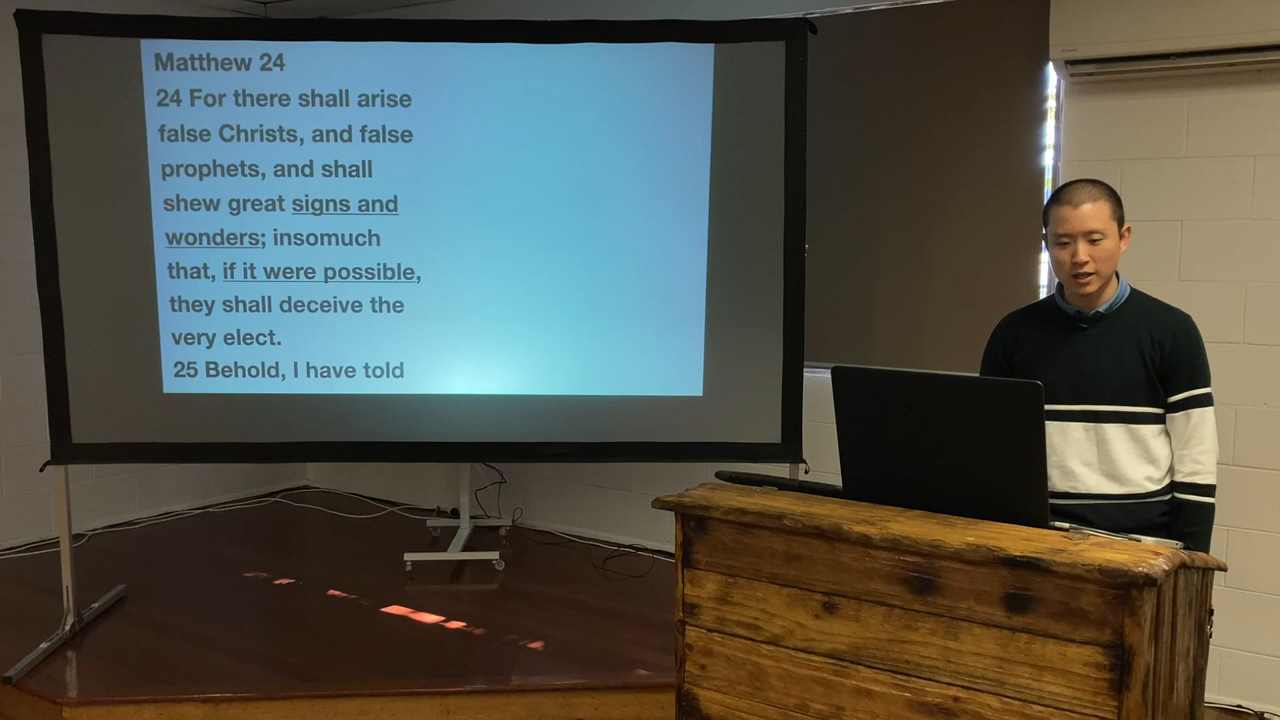 Matthew 24
24 For there shall arise
false Christs, and false
prophets, and shall
shew great signs and
wonders; insomuch
that, if it were possible,
they shall deceive the
very elect.
25 Behold, I have told